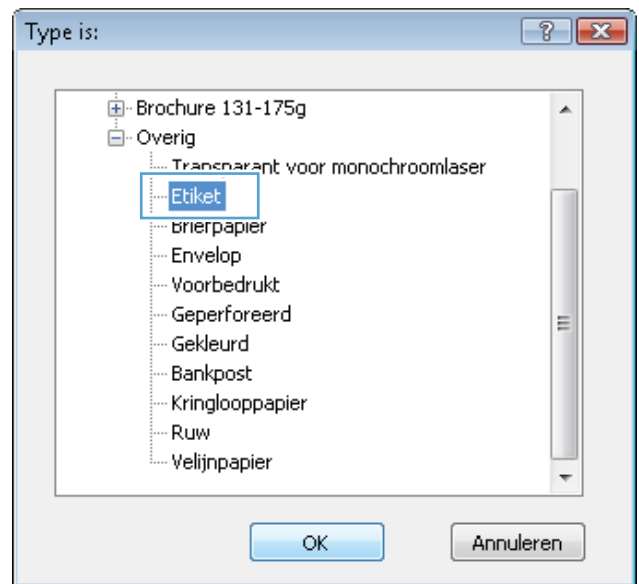 Type is:
Brochure 131-175g
Overig
Transparant voor monochroomlaser
Etiket
Briefpapier
Envelop
Voorbedrukt
Geperforeerd
Gekleurd
Bankpost
Kringlooppapier
Ruw
Velijnpapier
OK Annuleren